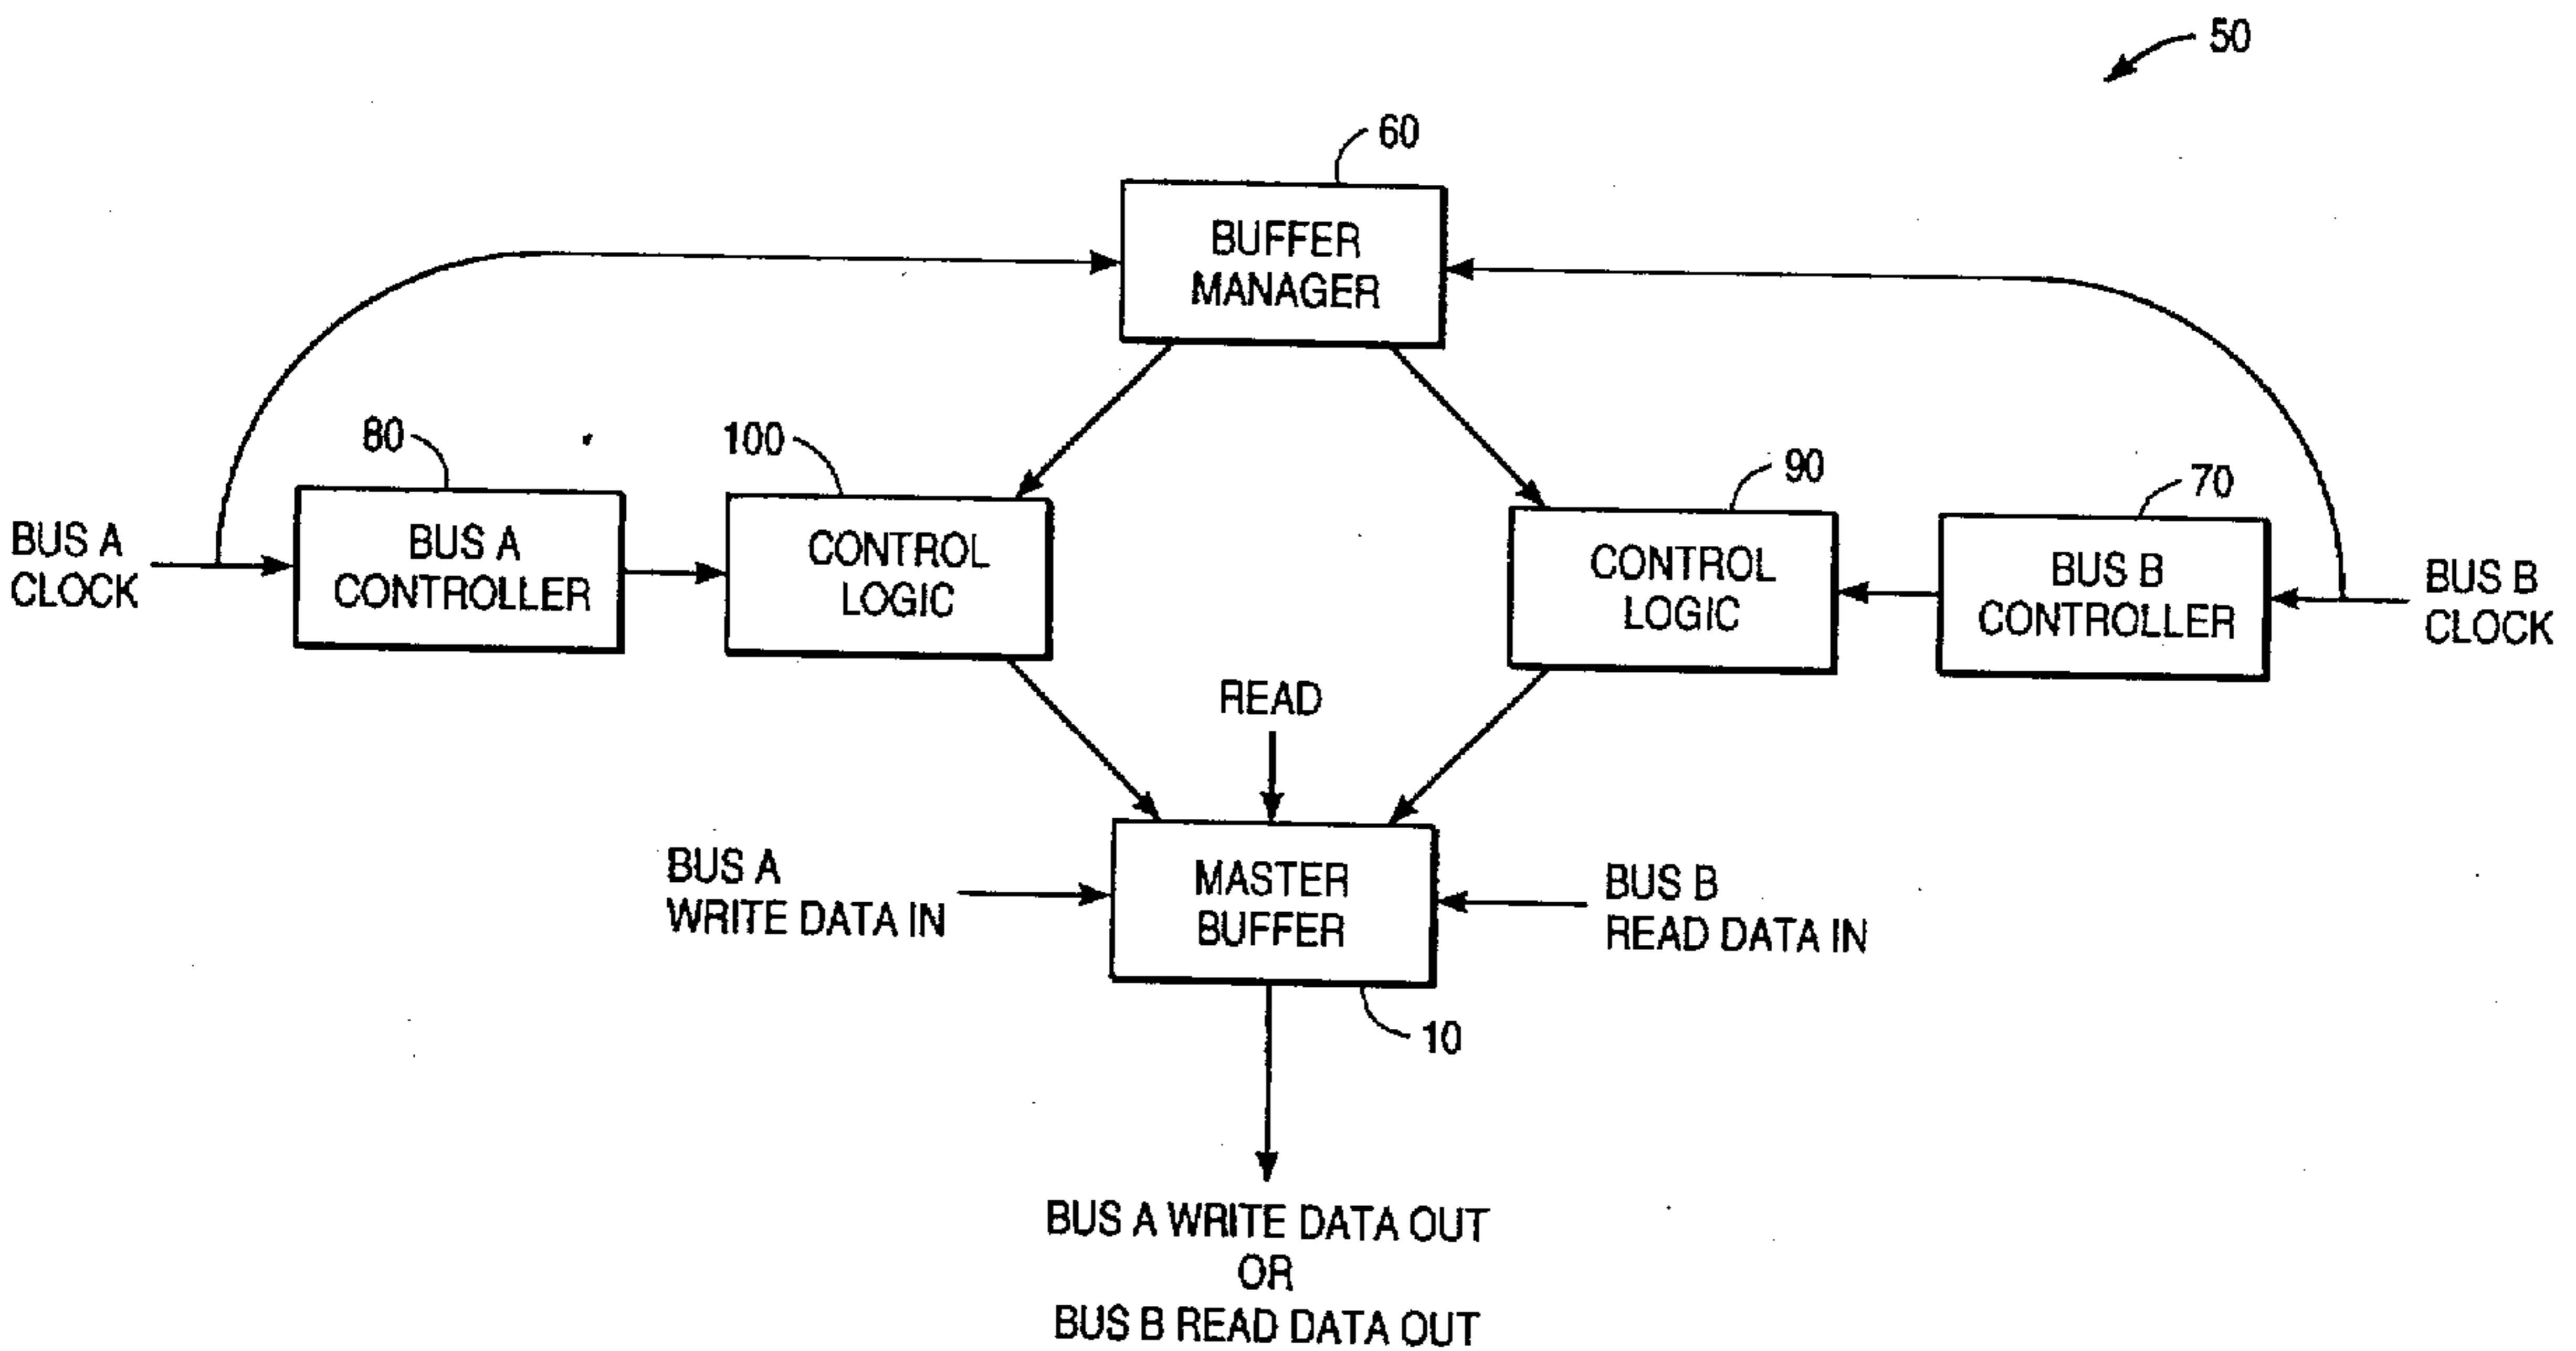 50
60
BUFFER
MANAGER
80
100
90
70
BUS A
CLOCK
BUS A
CONTROLLER
CONTROL
LOGIC
CONTROL
LOGIC
BUS B
CONTROLLER
BUS B
CLOCK
READ
BUS A
WRITE DATA IN
MASTER
BUFFER
BUS B
READ DATA IN
10
BUS A WRITE DATA OUT
OR
BUS B READ DATA OUT